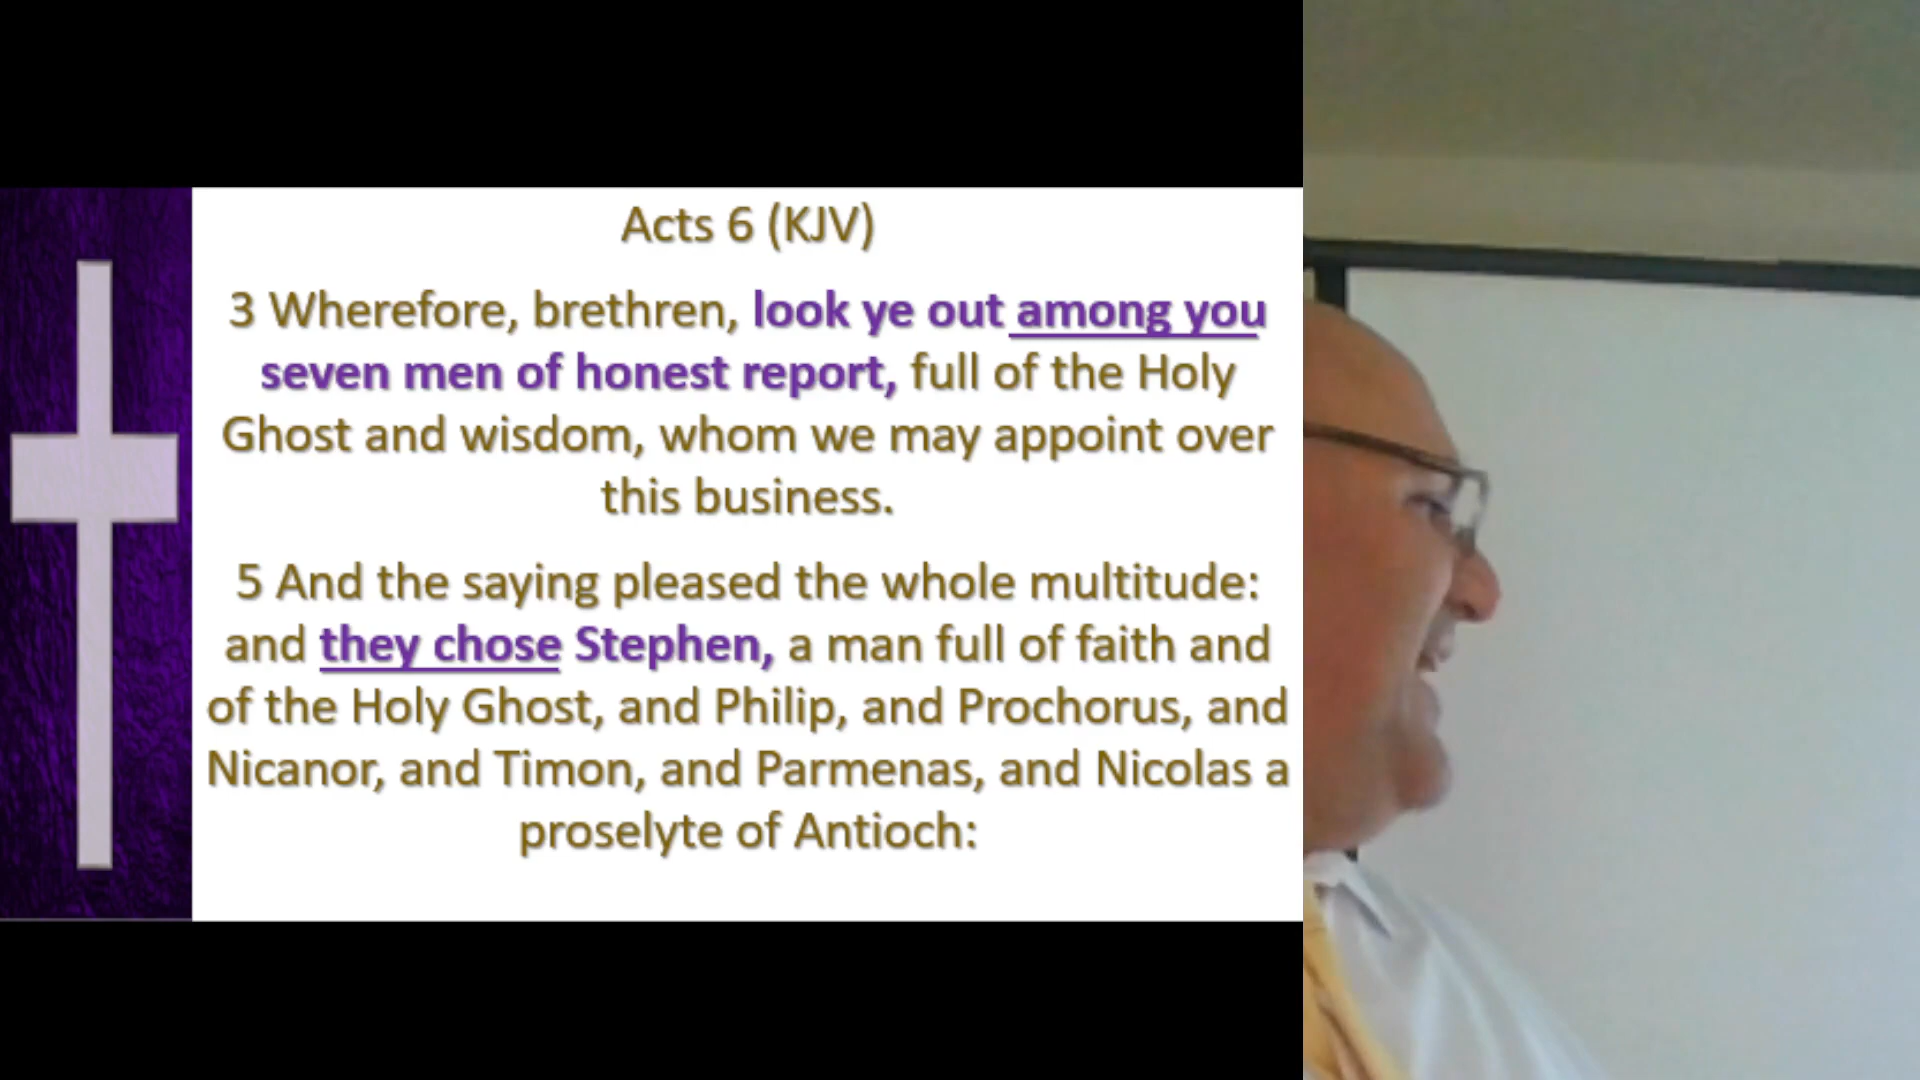 Acts 6 (KJV)
3 Wherefore, brethren, look ye out among you
seven men of honest report, full of the Holy
Ghost and wisdom, whom we may appoint over
this business.
5 And the saying pleased the whole multitude:
and they chose Stephen, a man full of faith and
of the Holy Ghost, and Philip, and Prochorus, and
Nicanor, and Timon, and Parmenas, and Nicolas a
proselyte of Antioch: